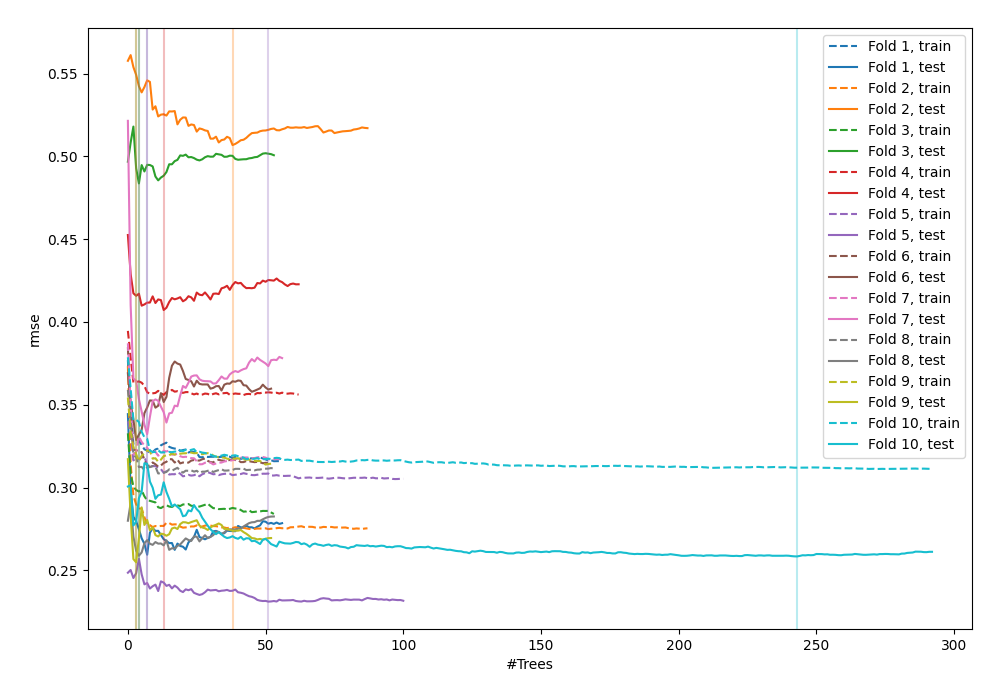 0.55
0.50
0.45
0.40
0.35
0.30
0.25
rmse
0
50
100
150
200
250
300
#Trees
Fold 1, train
Fold 1, test
Fold 2, train
Fold 2, test
Fold 3, train
Fold 3, test
Fold 4, train
Fold 4, test
Fold 5, train
Fold 5, test
Fold 6, train
Fold 6, test
Fold 7, train
Fold 7, test
Fold 8, train
Fold 8, test
Fold 9, train
Fold 9, test
Fold 10, train
Fold 10, test